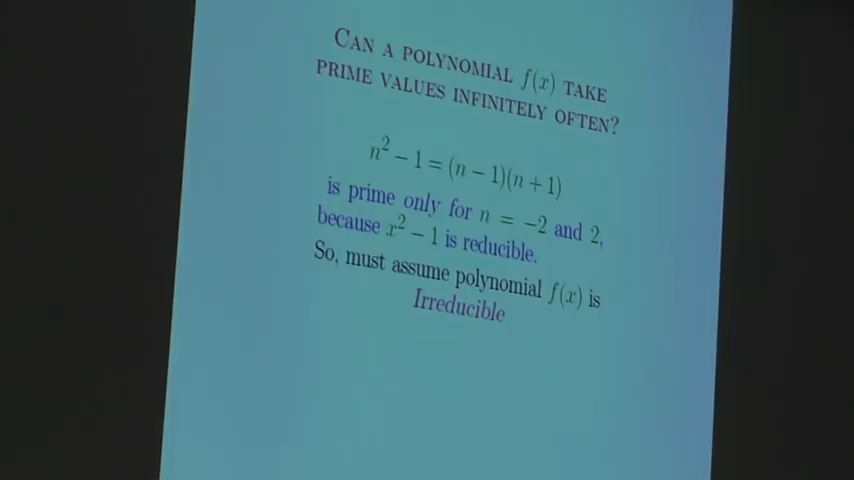 CAN A POLYNOMIAL f(x) TAKE
PRIME VALUES INFINITELY OFTEN?
n² − 1 = (n − 1)(n + 1)
is prime only for n = −2 and 2,
because x² − 1 is reducible.
So, must assume polynomial f(x) is
Irreducible